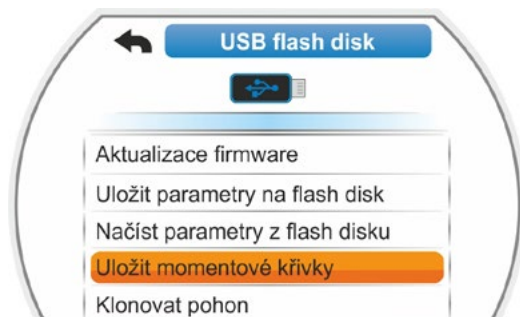 USB flash disk
Aktualizace firmware
Uložit parametry na flash disk
Načíst parametry z flash disku
Uložit momentové křivky
Klonovat pohon